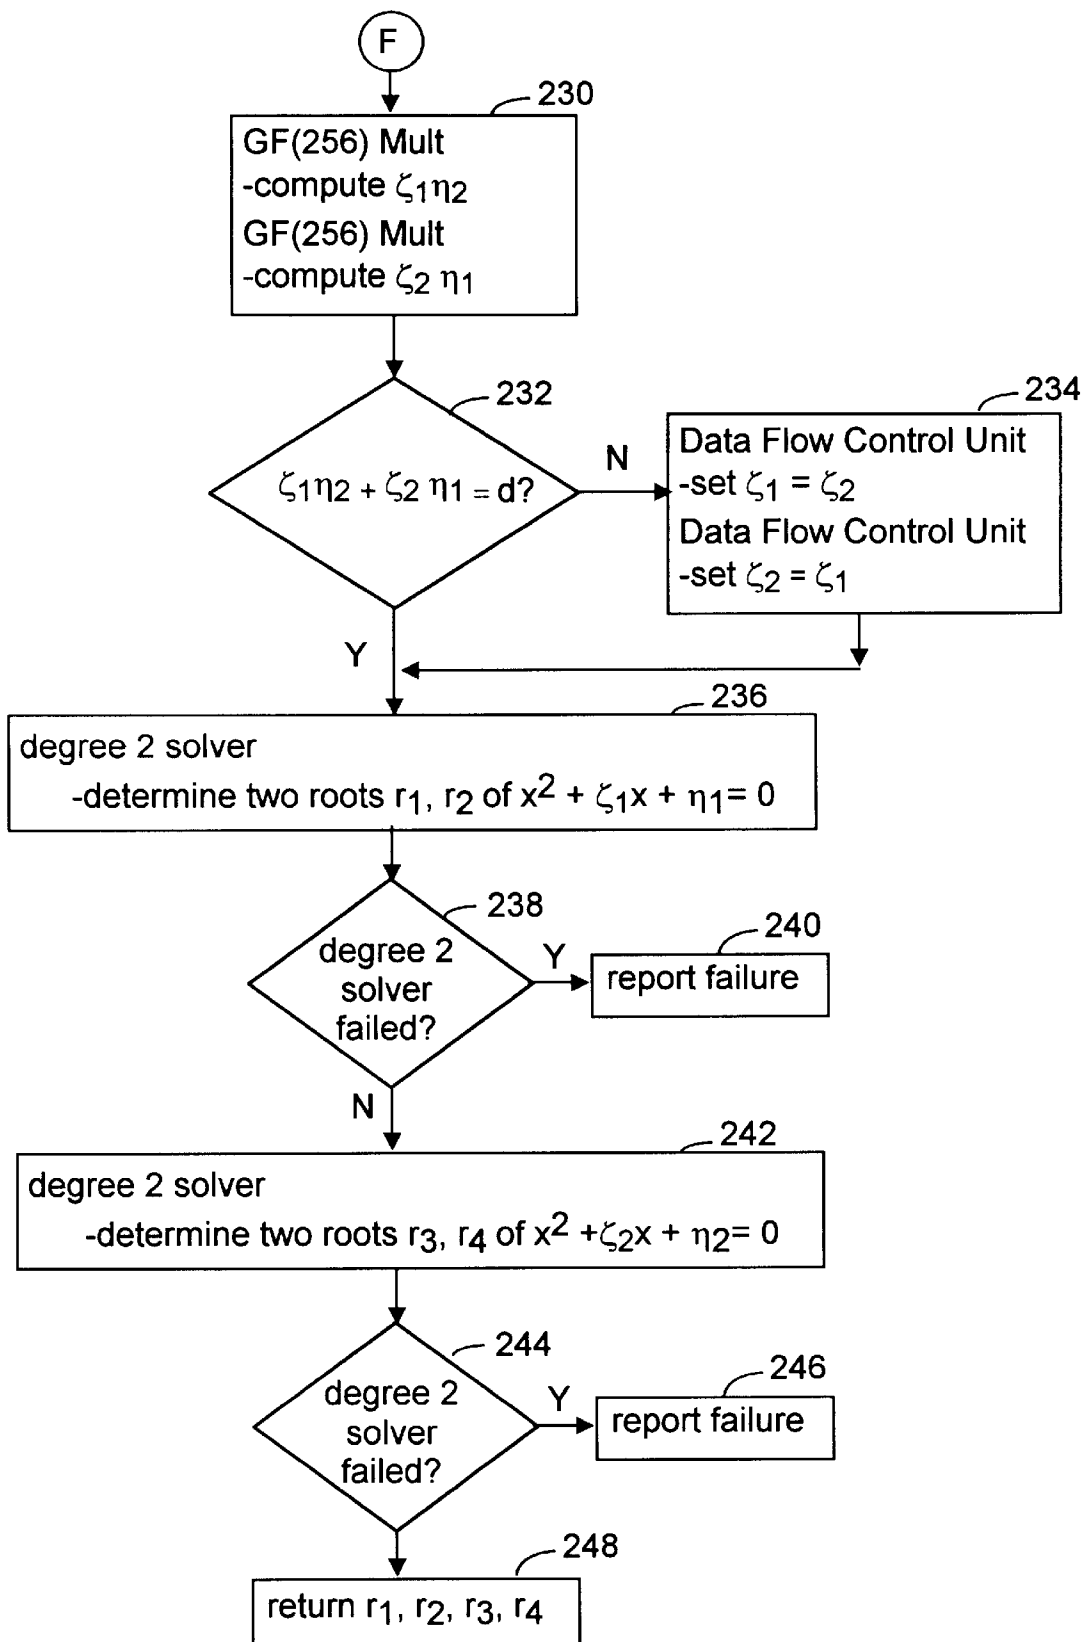 F
230
GF(256) Mult
-compute ζ1η2
GF(256) Mult
-compute ζ2 η1
232
ζ1η2 + ζ2 η1 = d?
N
234
Data Flow Control Unit
-set ζ1 = ζ2
Data Flow Control Unit
-set ζ2 = ζ1
Y
236
degree 2 solver
-determine two roots r1, r2 of x2 + ζ1x + η1= 0
238
degree 2
solver
failed?
Y
240
report failure
N
242
degree 2 solver
-determine two roots r3, r4 of x2 +ζ2x + η2= 0
244
degree 2
solver
failed?
Y
246
report failure
248
return r1, r2, r3, r4